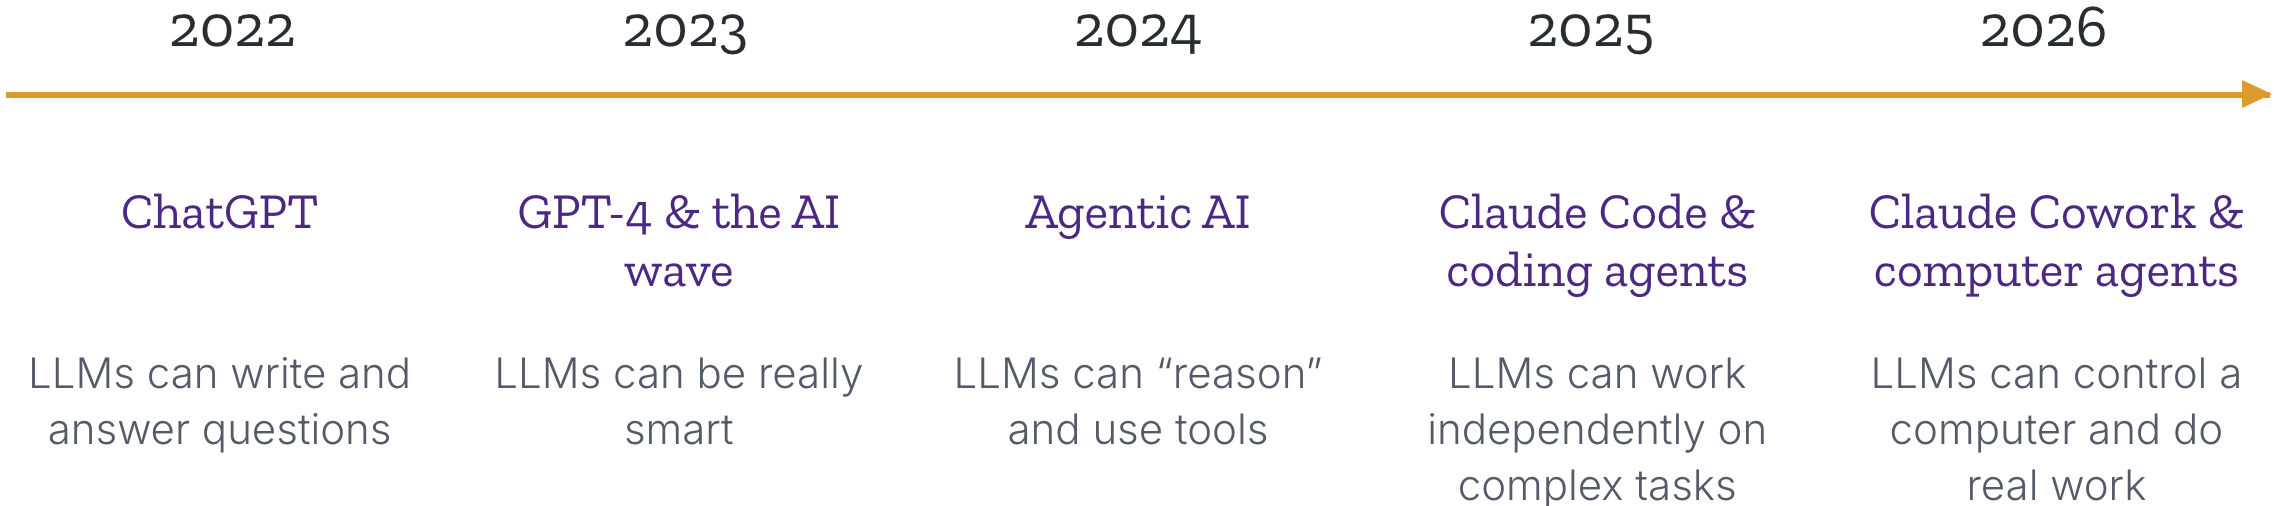 2022
2023
2024
2025
2026
ChatGPT
GPT-4 & the AI
wave
Agentic AI
Claude Code &
coding agents
Claude Cowork &
computer agents
LLMs can write and
answer questions
LLMs can be really
smart
LLMs can “reason”
and use tools
LLMs can work
independently on
complex tasks
LLMs can control a
computer and do
real work